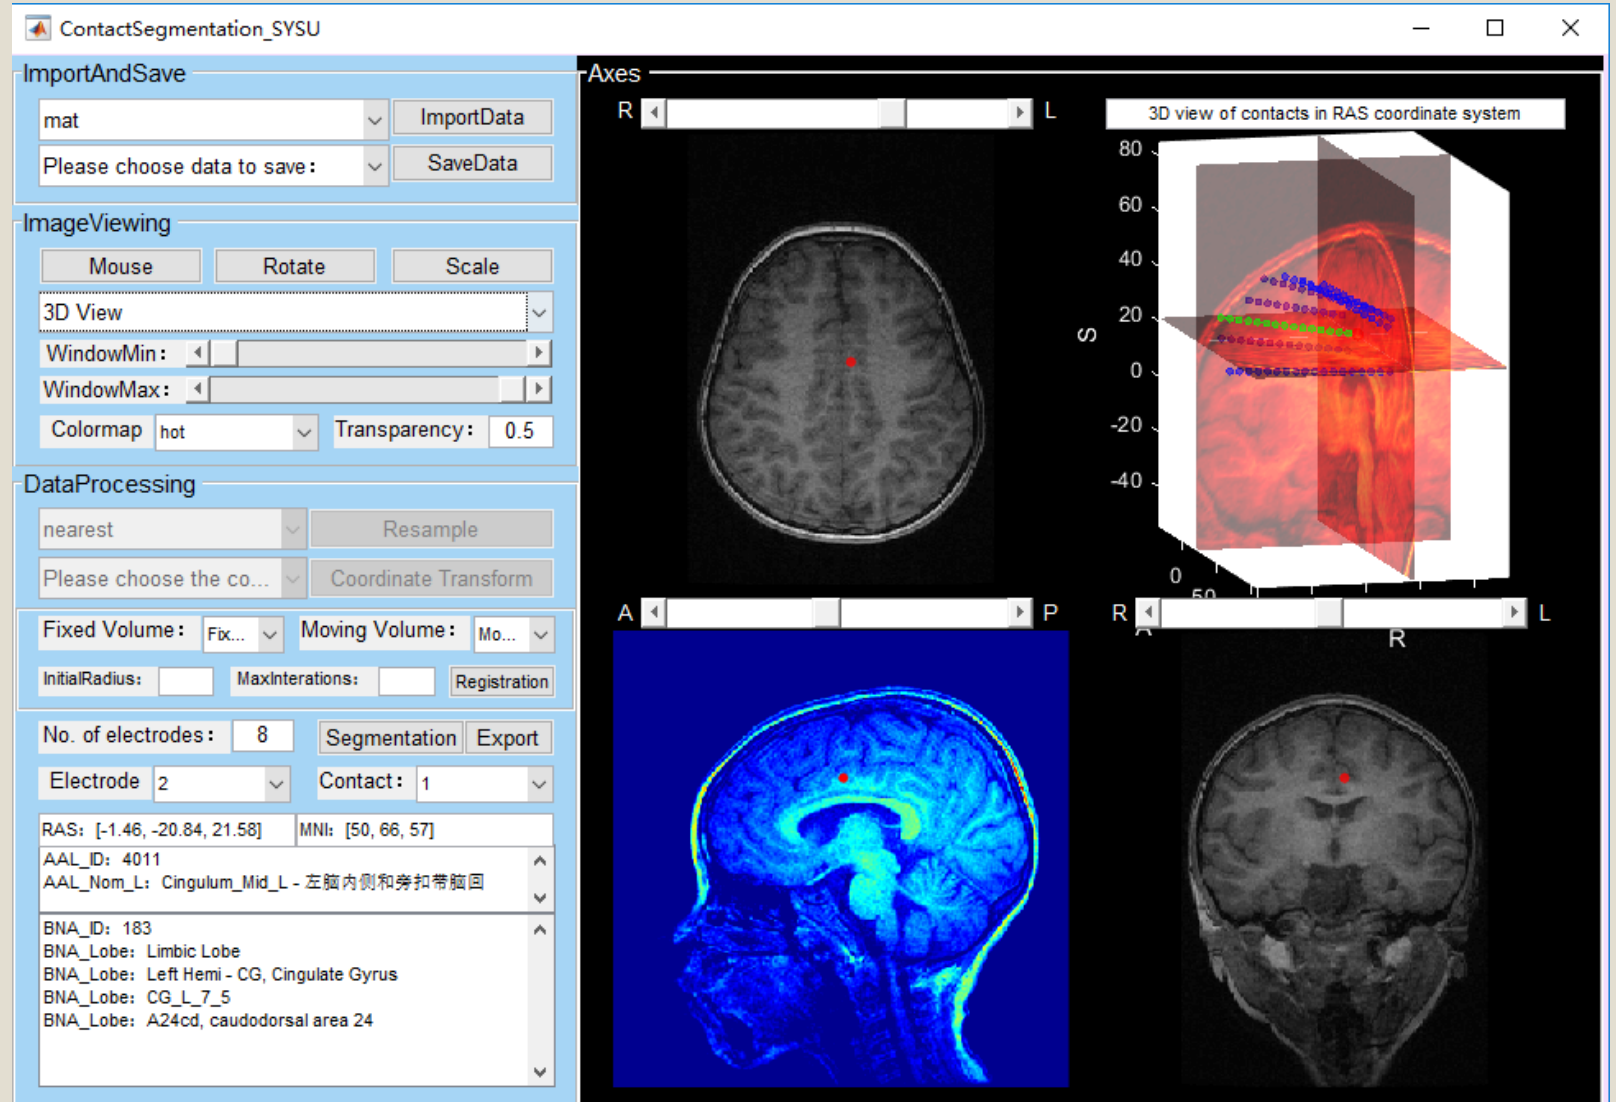 ContactSegmentation_SYSU
ImportAndSave
mat
ImportData
Please choose data to save:
SaveData
ImageViewing
Mouse
Rotate
Scale
3D View
WindowMin:
WindowMax:
Colormap
hot
Transparency:
0.5
DataProcessing
nearest
Resample
Please choose the co...
Coordinate Transform
Fixed Volume:
Fix...
Moving Volume:
Mo...
InitialRadius:
MaxInterations:
Registration
No. of electrodes:
8
Segmentation
Export
Electrode
2
Contact:
1
RAS: [-1.46, -20.84, 21.58]
MNI: [50, 66, 57]
AAL_ID: 4011
AAL_Nom_L: Cingulum_Mid_L - 左脑内侧和旁扣带脑回
BNA_ID: 183
BNA_Lobe: Limbic Lobe
BNA_Lobe: Left Hemi - CG, Cingulate Gyrus
BNA_Lobe: CG_L_7_5
BNA_Lobe: A24cd, caudodorsal area 24
Axes
R
L
3D view of contacts in RAS coordinate system
80
60
40
20
0
-20
-40
S
0
50
A
P
R
L
A
R